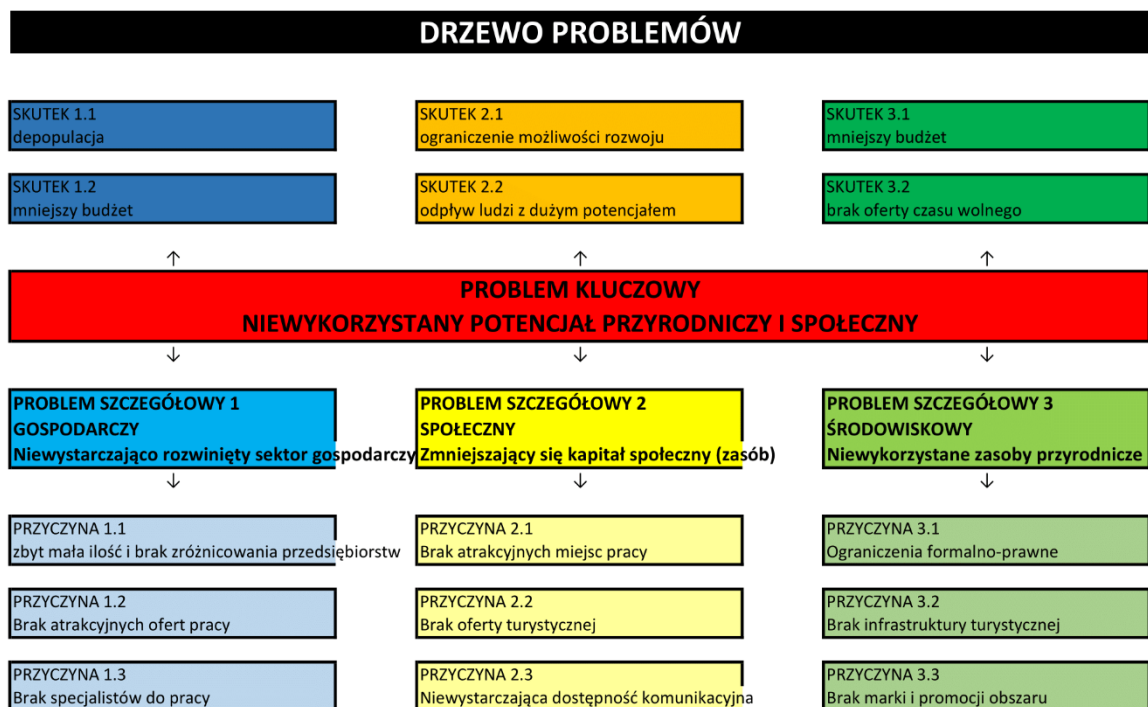 DRZEWO PROBLEMÓW
SKUTEK 1.1
depopulacja
SKUTEK 2.1
ograniczenie możliwości rozwoju
SKUTEK 3.1
mniejszy budżet
SKUTEK 1.2
mniejszy budżet
SKUTEK 2.2
odpływ ludzi z dużym potencjałem
SKUTEK 3.2
brak oferty czasu wolnego
↑ ↑ ↑
PROBLEM KLUCZOWY
NIEWYKORZYSTANY POTENCJAŁ PRZYRODNICZY I SPOŁECZNY
↓ ↓ ↓
PROBLEM SZCZEGÓŁOWY 1
GOSPODARCZY
Niewystarczająco rozwinięty sektor gospodarczy
PROBLEM SZCZEGÓŁOWY 2
SPOŁECZNY
Zmniejszający się kapitał społeczny (zasób)
PROBLEM SZCZEGÓŁOWY 3
ŚRODOWISKOWY
Niewykorzystane zasoby przyrodnicze
↓ ↓ ↓
PRZYCZYNA 1.1
zbyt mała ilość i brak zróżnicowania przedsiębiorstw
PRZYCZYNA 2.1
Brak atrakcyjnych miejsc pracy
PRZYCZYNA 3.1
Ograniczenia formalno-prawne
PRZYCZYNA 1.2
Brak atrakcyjnych ofert pracy
PRZYCZYNA 2.2
Brak oferty turystycznej
PRZYCZYNA 3.2
Brak infrastruktury turystycznej
PRZYCZYNA 1.3
Brak specjalistów do pracy
PRZYCZYNA 2.3
Niewystarczająca dostępność komunikacyjna
PRZYCZYNA 3.3
Brak marki i promocji obszaru